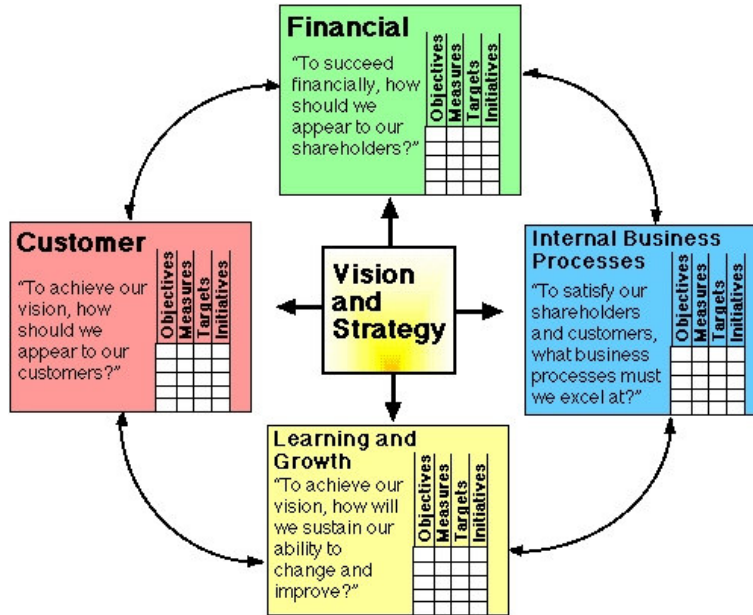 Financial
"To succeed
financially, how
should we
appear to our
shareholders?"
Objectives
Measures
Targets
Initiatives
Customer
"To achieve our
vision, how
should we
appear to our
customers?"
Objectives
Measures
Targets
Initiatives
Vision
and
Strategy
Internal Business
Processes
"To satisfy our
shareholders
and customers,
what business
processes must
we excel at?"
Objectives
Measures
Targets
Initiatives
Learning and
Growth
"To achieve our
vision, how will
we sustain our
ability to
change and
improve?"
Objectives
Measures
Targets
Initiatives